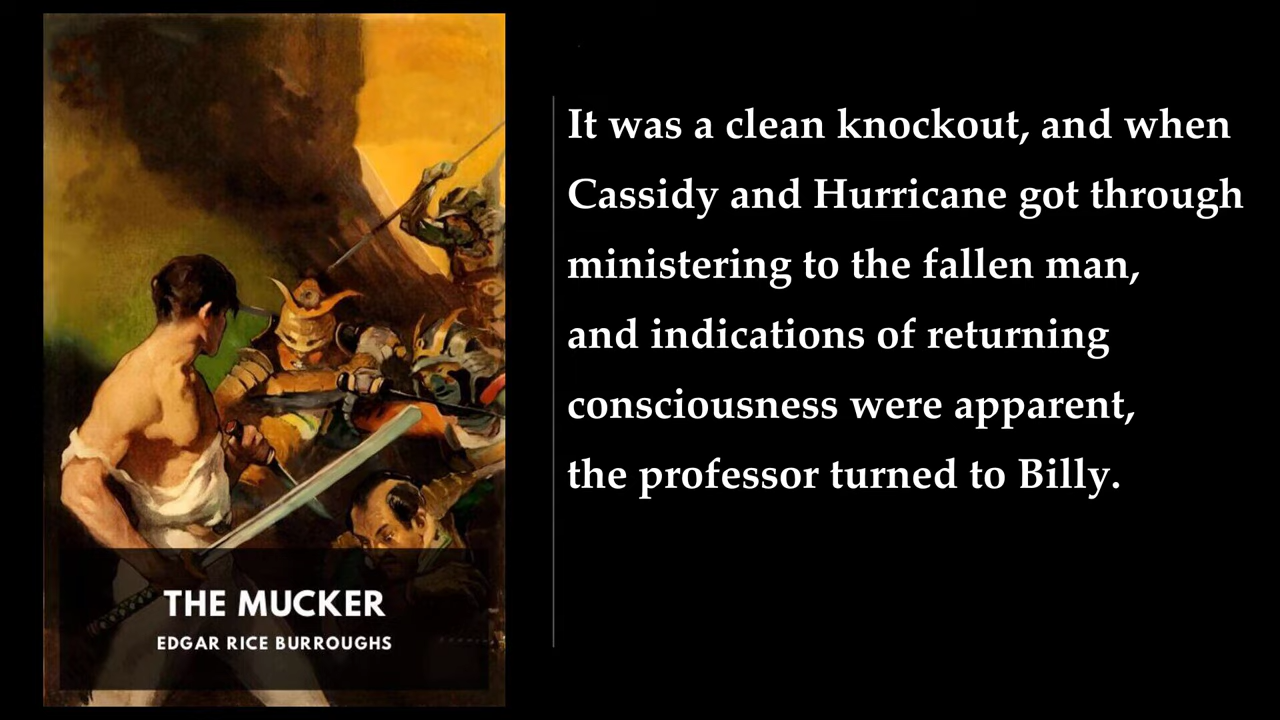 It was a clean knockout, and when
Cassidy and Hurricane got through
ministering to the fallen man,
and indications of returning
consciousness were apparent,
the professor turned to Billy.
THE MUCKER
EDGAR RICE BURROUGHS